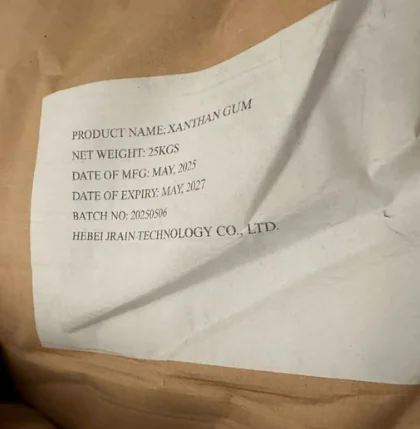 PRODUCT NAME: XANTHAN GUM
NET WEIGHT: 25KGS
DATE OF MFG: MAY, 2025
DATE OF EXPIRY: MAY, 2027
BATCH NO: 20250506
HEBEI JRAIN TECHNOLOGY CO., LTD.